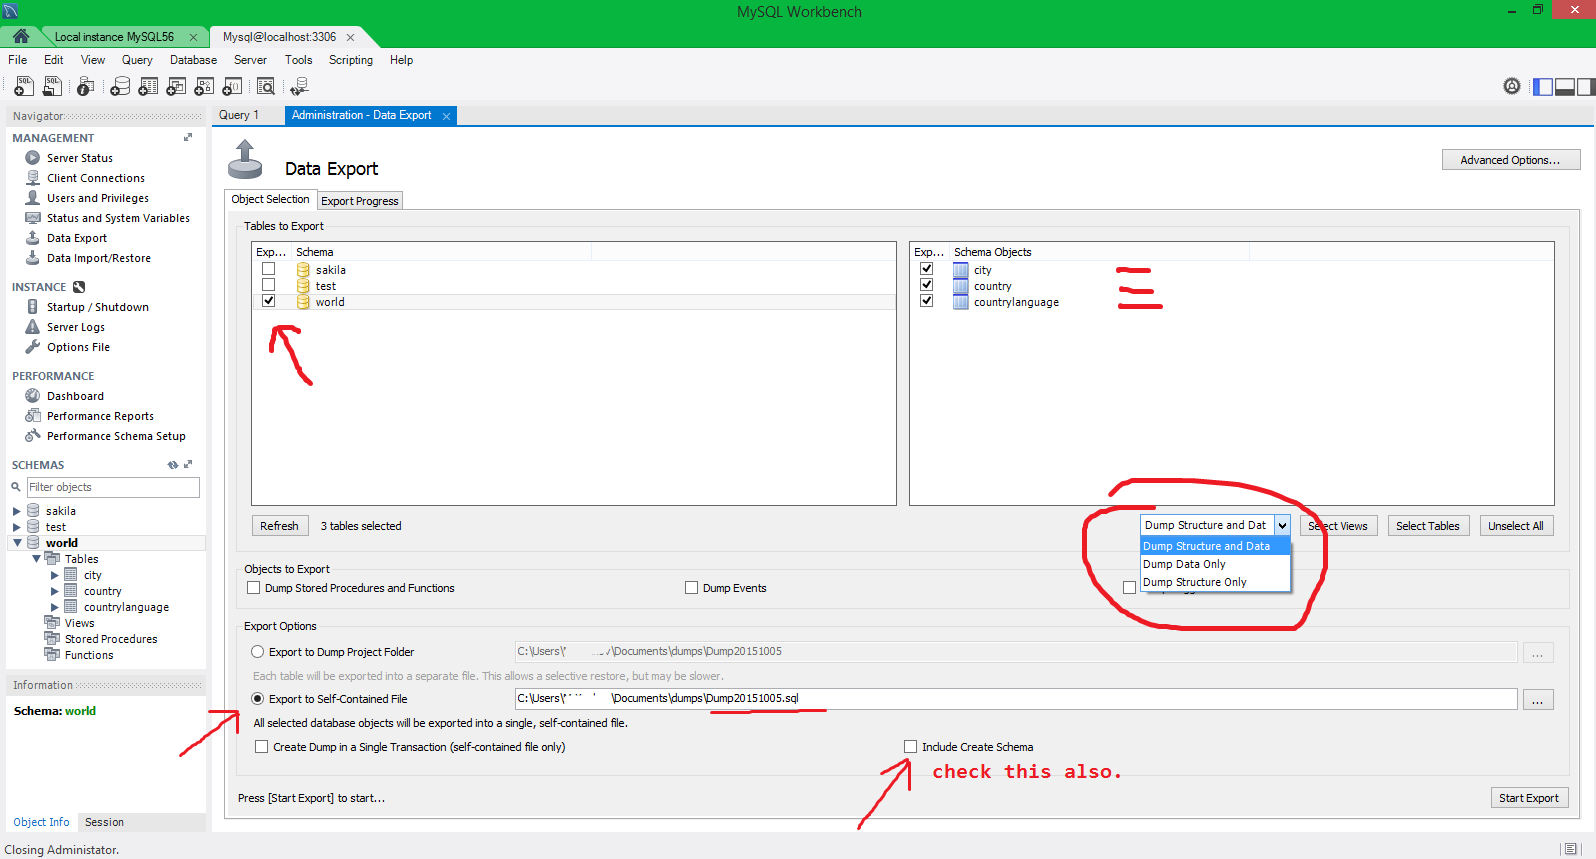 MySQL Workbench
Local instance MySQL56
Mysql@localhost:3306
File Edit View Query Database Server Tools Scripting Help
Navigator
MANAGEMENT
Server Status
Client Connections
Users and Privileges
Status and System Variables
Data Export
Data Import/Restore
INSTANCE
Startup / Shutdown
Server Logs
Options File
PERFORMANCE
Dashboard
Performance Reports
Performance Schema Setup
SCHEMAS
Filter objects
sakila
test
world
Tables
city
country
countrylanguage
Views
Stored Procedures
Functions
Information
Schema: world
Object Info Session
Closing Administator.
Query 1 Administration - Data Export
Data Export
Advanced Options...
Object Selection Export Progress
Tables to Export
Exp... Schema
sakila
test
world
Exp... Schema Objects
city
country
countrylanguage
Refresh 3 tables selected
Dump Structure and Dat
Select Views Select Tables Unselect All
Dump Structure and Data
Dump Data Only
Dump Structure Only
Objects to Export
Dump Stored Procedures and Functions
Dump Events
Export Options
Export to Dump Project Folder
C:\Users\ \Documents\dumps\Dump20151005
...
Each table will be exported into a separate file. This allows a selective restore, but may be slower.
Export to Self-Contained File
C:\Users\ \Documents\dumps\Dump20151005.sql
...
All selected database objects will be exported into a single, self-contained file.
Create Dump in a Single Transaction (self-contained file only)
Include Create Schema
check this also.
Press [Start Export] to start...
Start Export